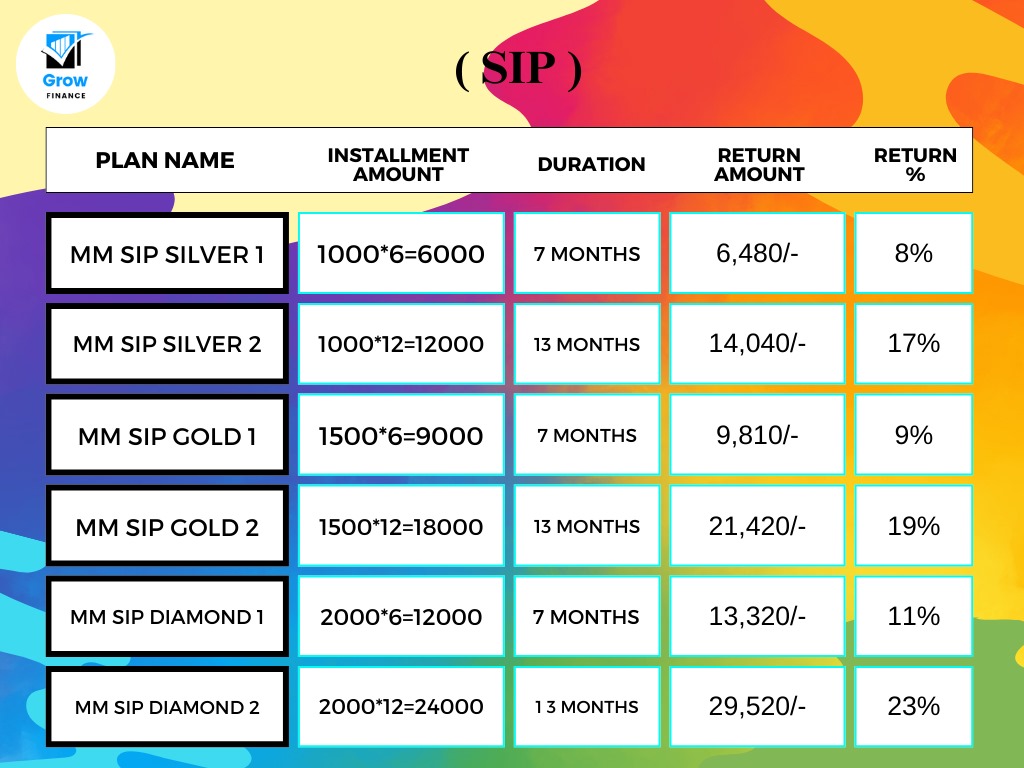 Grow
FINANCE
( SIP )
PLAN NAME
INSTALLMENT
AMOUNT
DURATION
RETURN
AMOUNT
RETURN
%
MM SIP SILVER 1 1000*6=6000 7 MONTHS 6,480/- 8%
MM SIP SILVER 2 1000*12=12000 13 MONTHS 14,040/- 17%
MM SIP GOLD 1 1500*6=9000 7 MONTHS 9,810/- 9%
MM SIP GOLD 2 1500*12=18000 13 MONTHS 21,420/- 19%
MM SIP DIAMOND 1 2000*6=12000 7 MONTHS 13,320/- 11%
MM SIP DIAMOND 2 2000*12=24000 1 3 MONTHS 29,520/- 23%